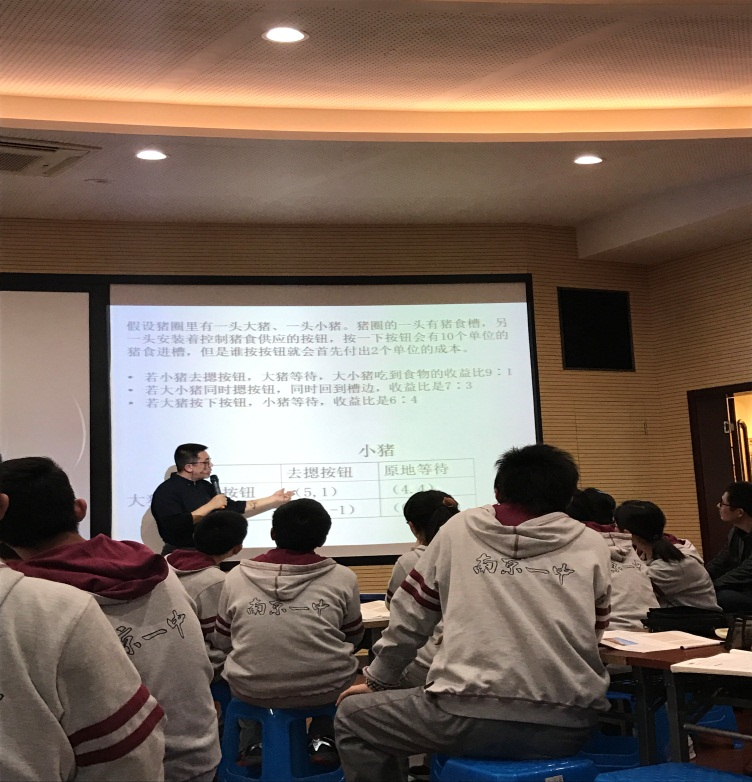 假设猪圈里有一头大猪、一头小猪。猪圈的一头有猪食槽，另
一头安装着控制猪食供应的按钮，按一下按钮会有10个单位的
猪食进槽，但是谁按按钮就会首先付出2个单位的成本。
• 若小猪去摁按钮，大猪等待，大小猪吃到食物的收益比9：1
• 若大小猪同时摁按钮，同时回到槽边，收益比是7：3
• 若大猪按下按钮，小猪等待，收益比是6：4
小猪
去摁按钮 原地等待
大 按钮 (5,1) (4,4)
-1) (
南京一中
南京一中
南京一中
京一中